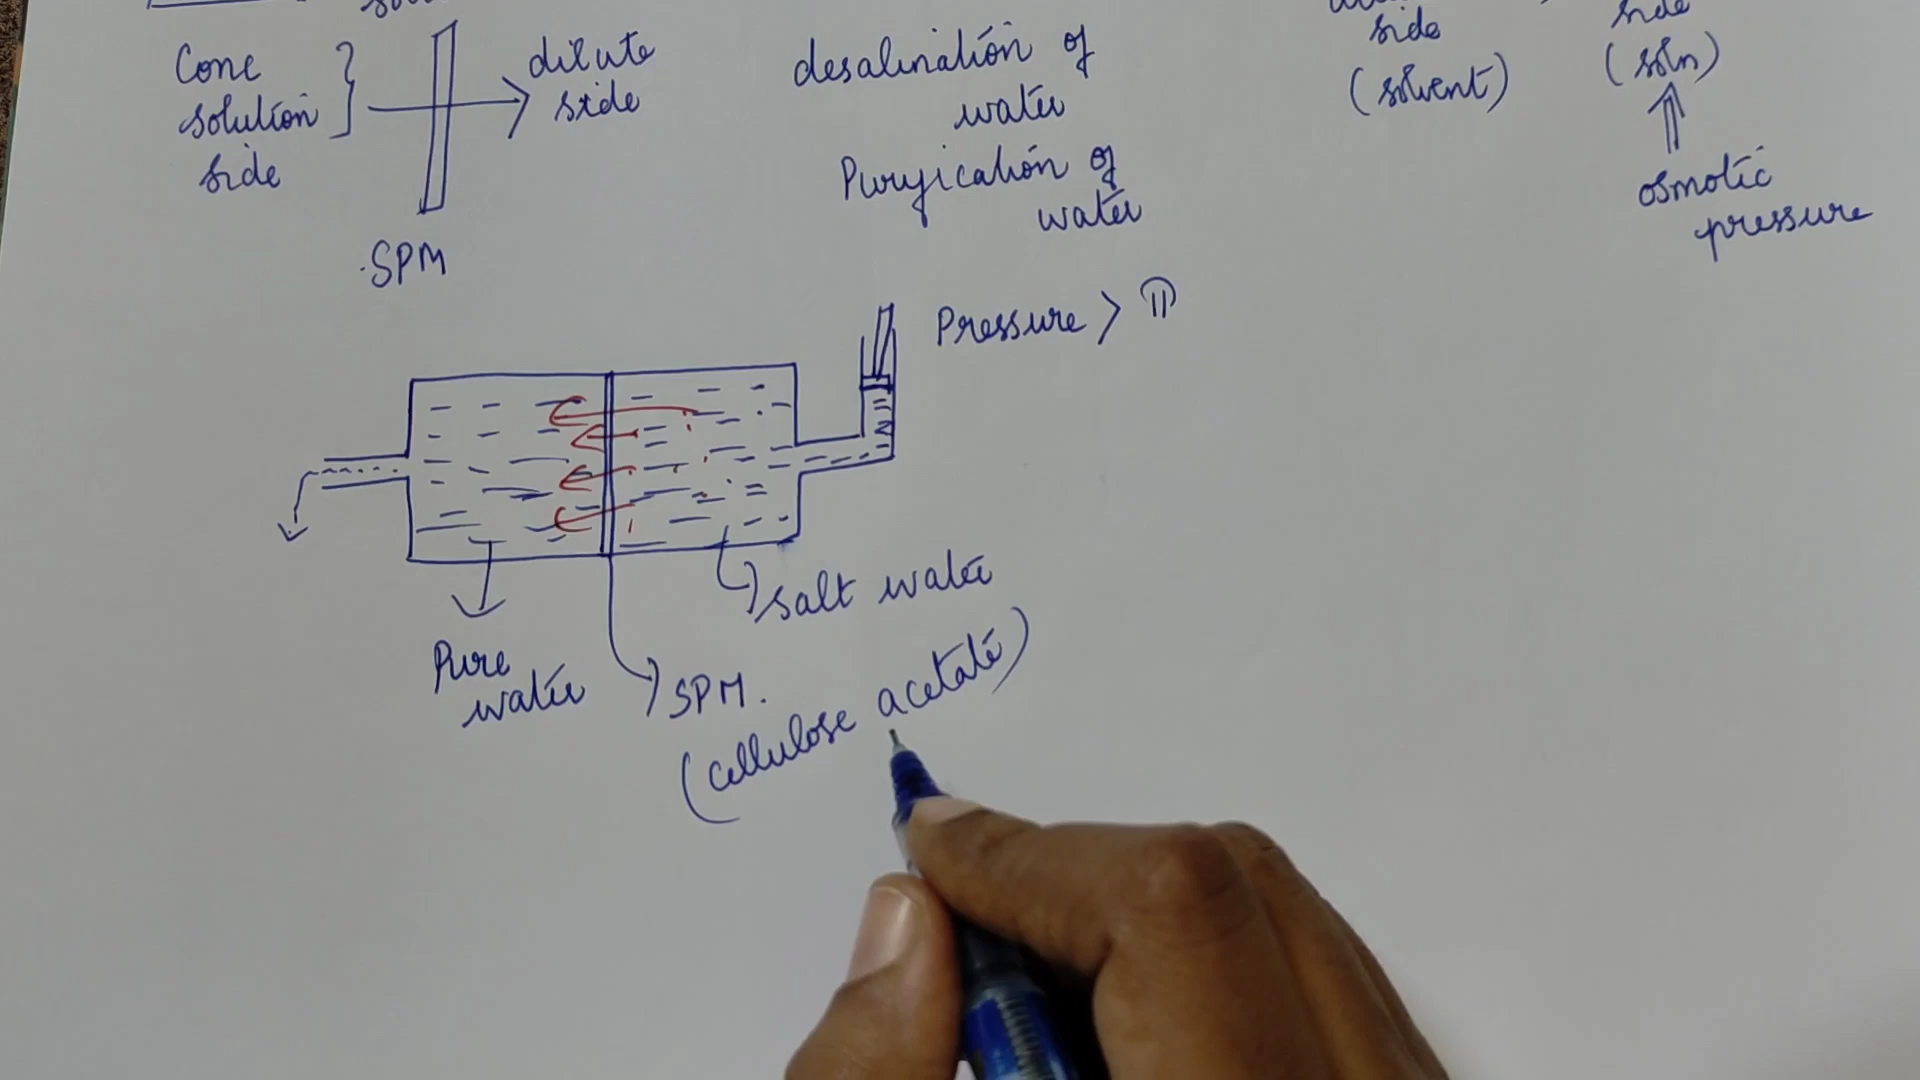 Conc
solution
side
dilute
side
SPM
desalination of
water
Purification of
water
side
(solvent)
side
(soln)
osmotic
pressure
Pressure > π
salt water
Pure
water
SPM.
(cellulose acetate)